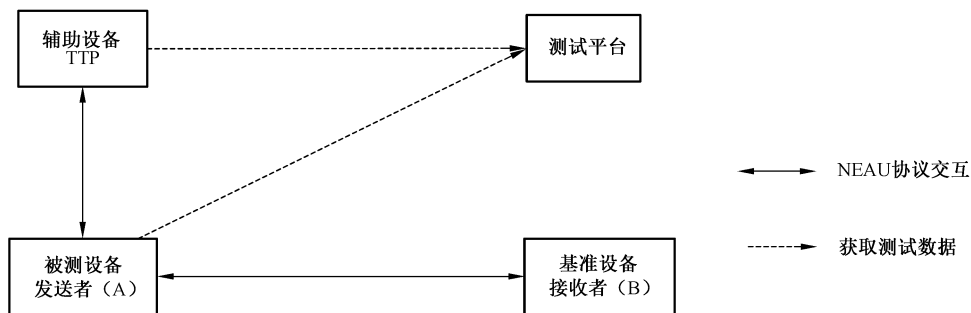 辅助设备
TTP
测试平台
NEAU协议交互
获取测试数据
被测设备
发送者（A）
基准设备
接收者（B）